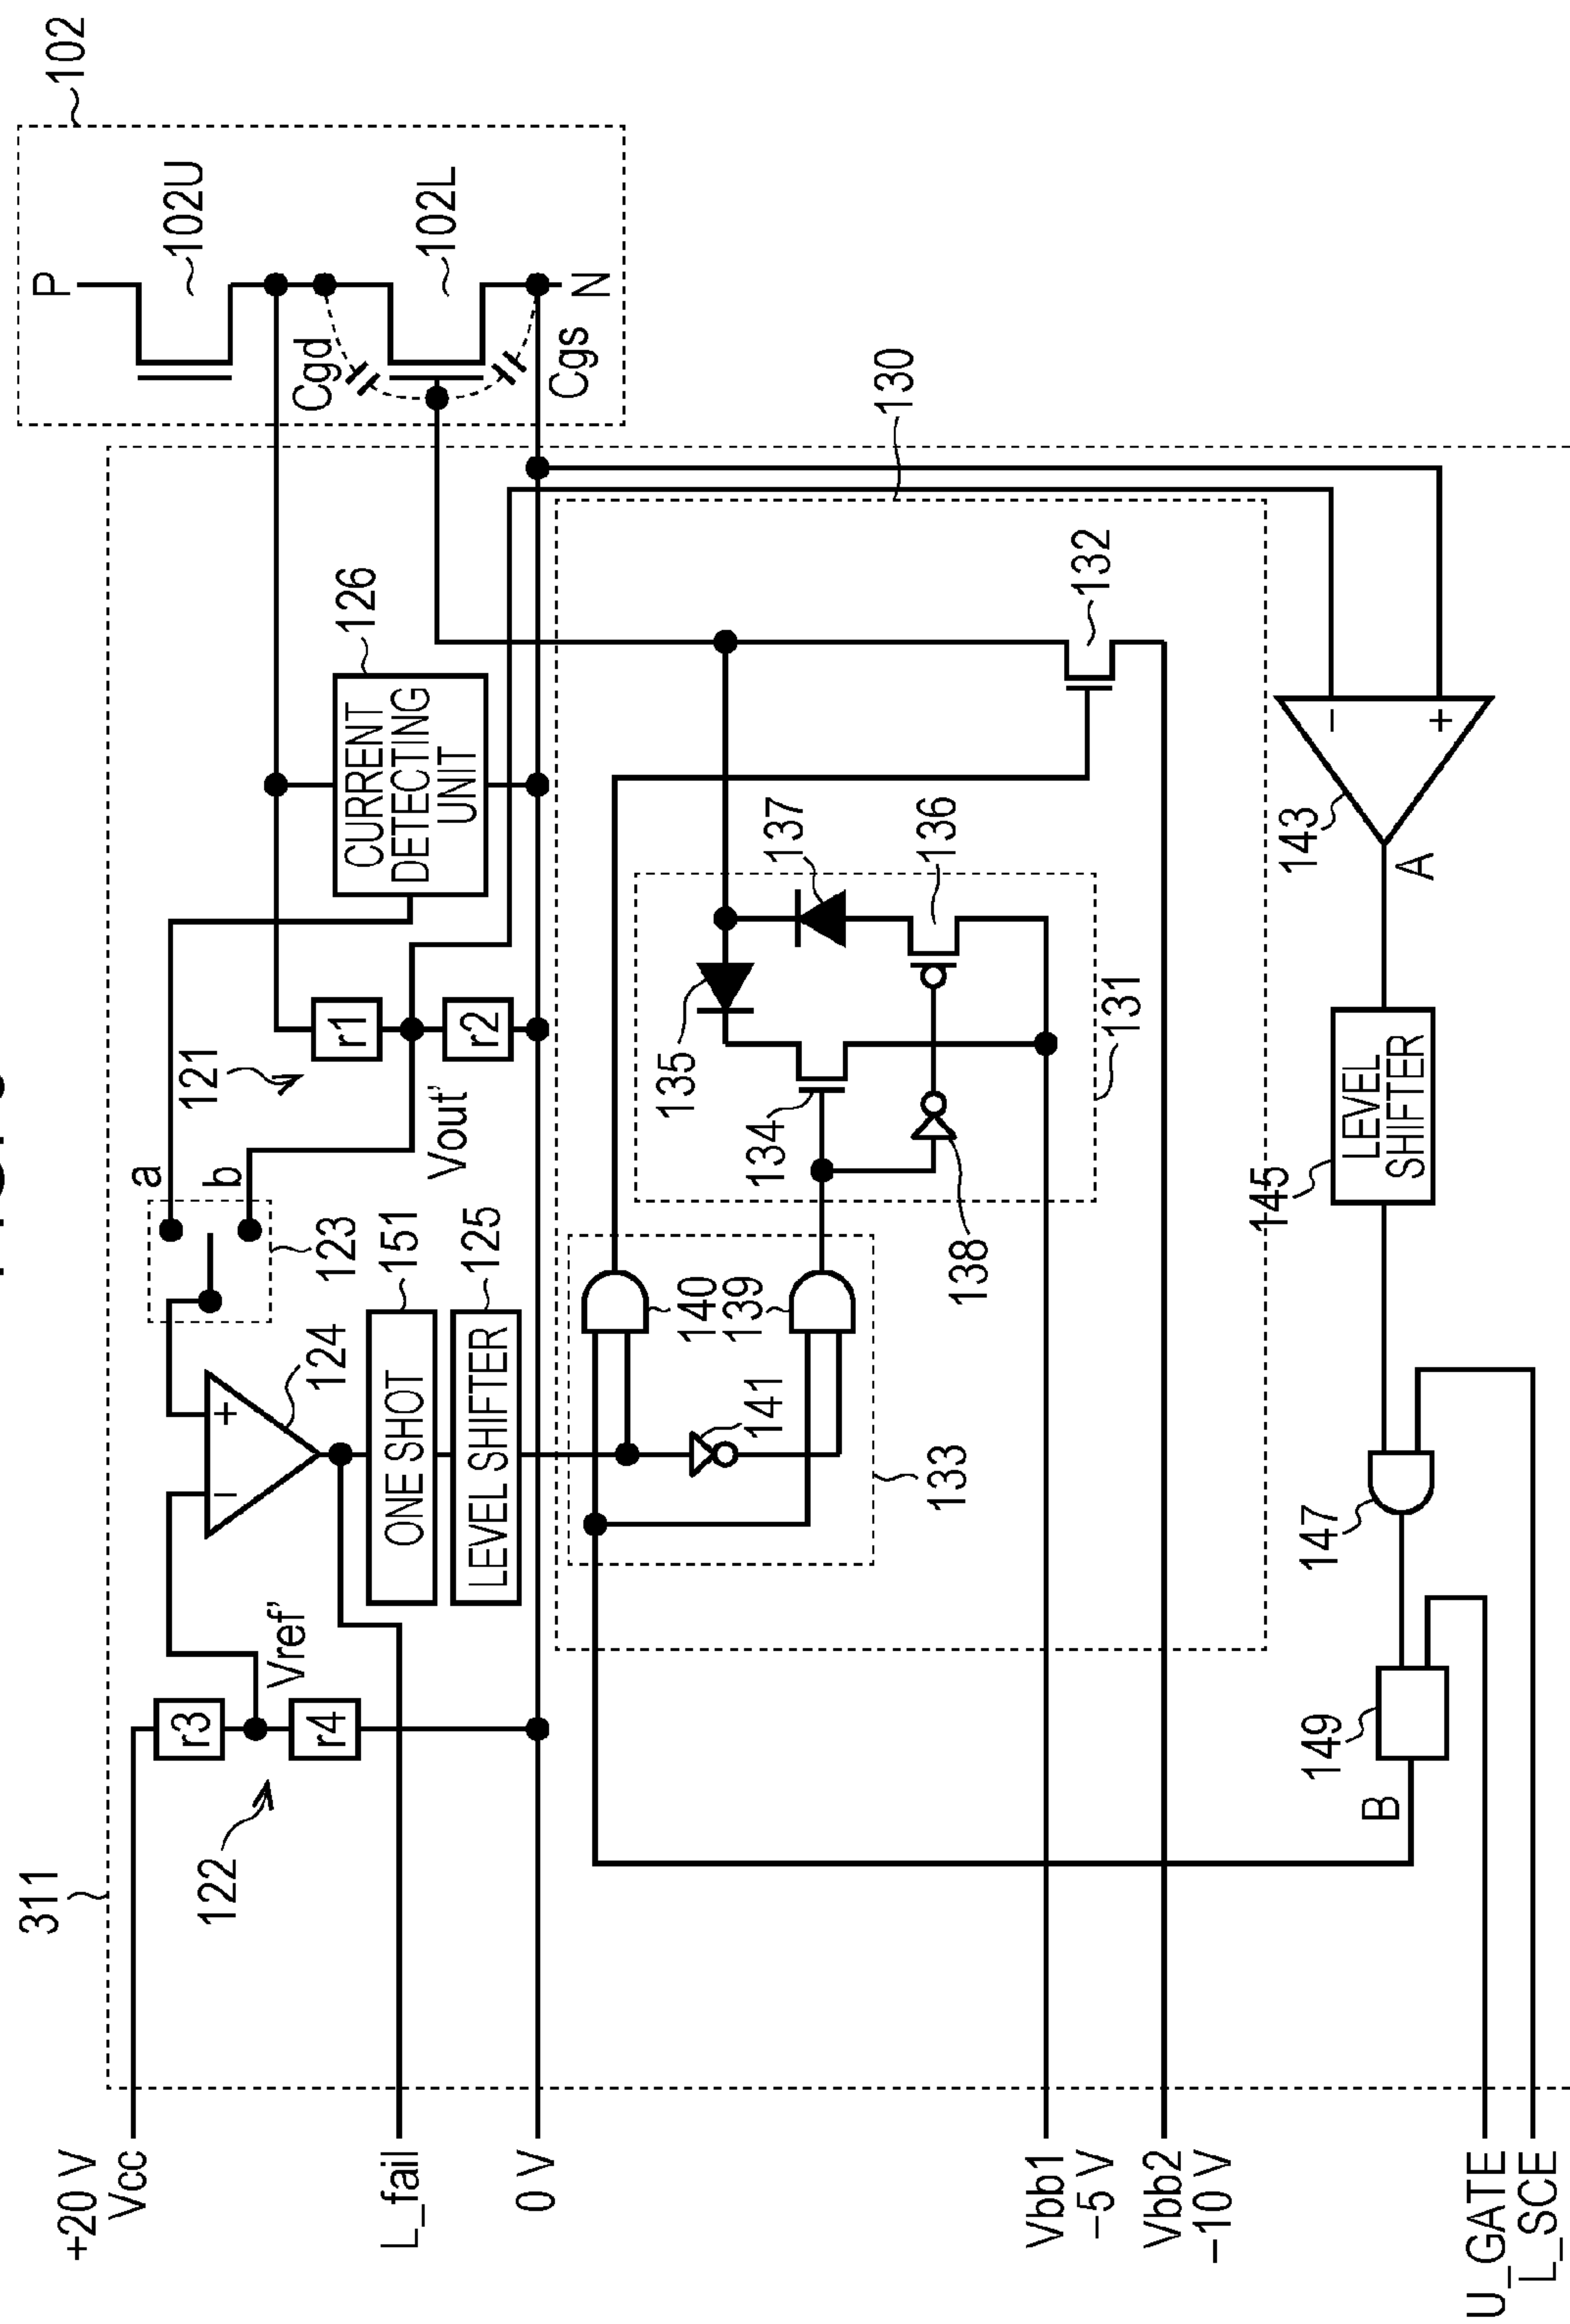 311
+20 V
Vcc
122
r3
r4
Vref'
L_fail
0 V
−
+
124
123
a
b
121
r1
r2
Vout'
ONE SHOT
151
LEVEL SHIFTER
125
CURRENT
DETECTING
UNIT
126
102
P
102U
102L
Cgd
Cgs
N
130
133
141
140
139
138
134
135
137
136
131
132
Vbb1
−5 V
Vbb2
−10 V
−
+
143
A
LEVEL
SHIFTER
145
147
149
B
U_GATE
L_SCE